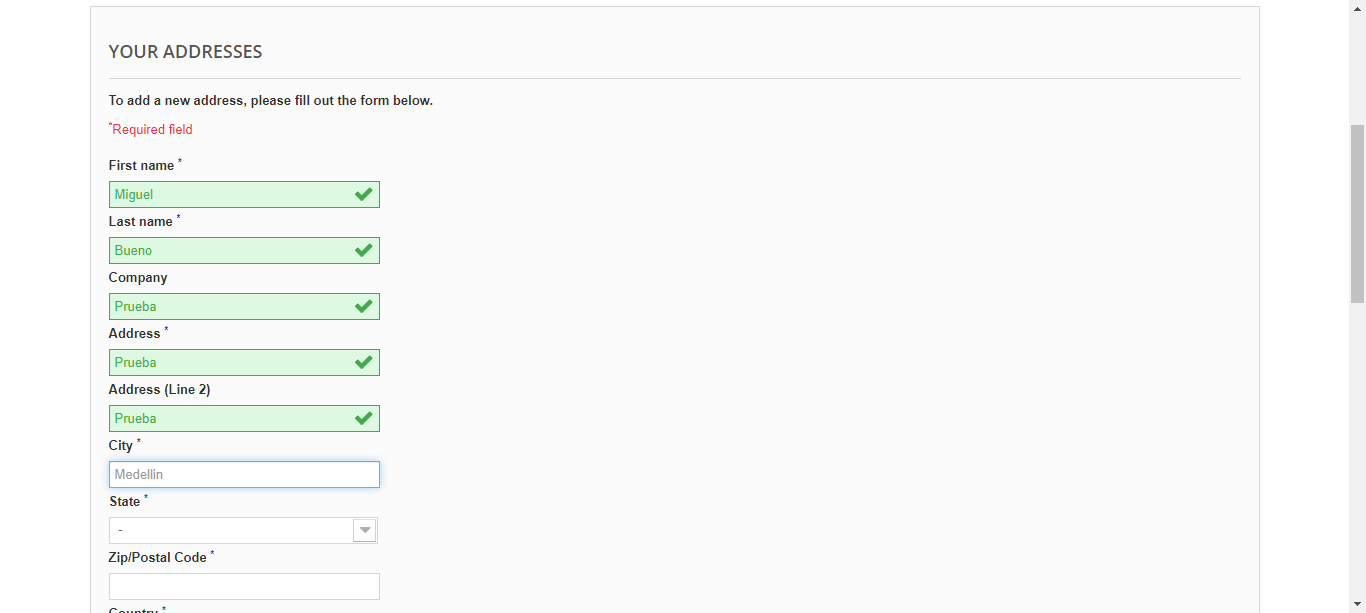 YOUR ADDRESSES
To add a new address, please fill out the form below.
*Required field
First name *
Miguel
Last name *
Bueno
Company
Prueba
Address *
Prueba
Address (Line 2)
Prueba
City *
Medellin
State *
-
Zip/Postal Code *
Country *